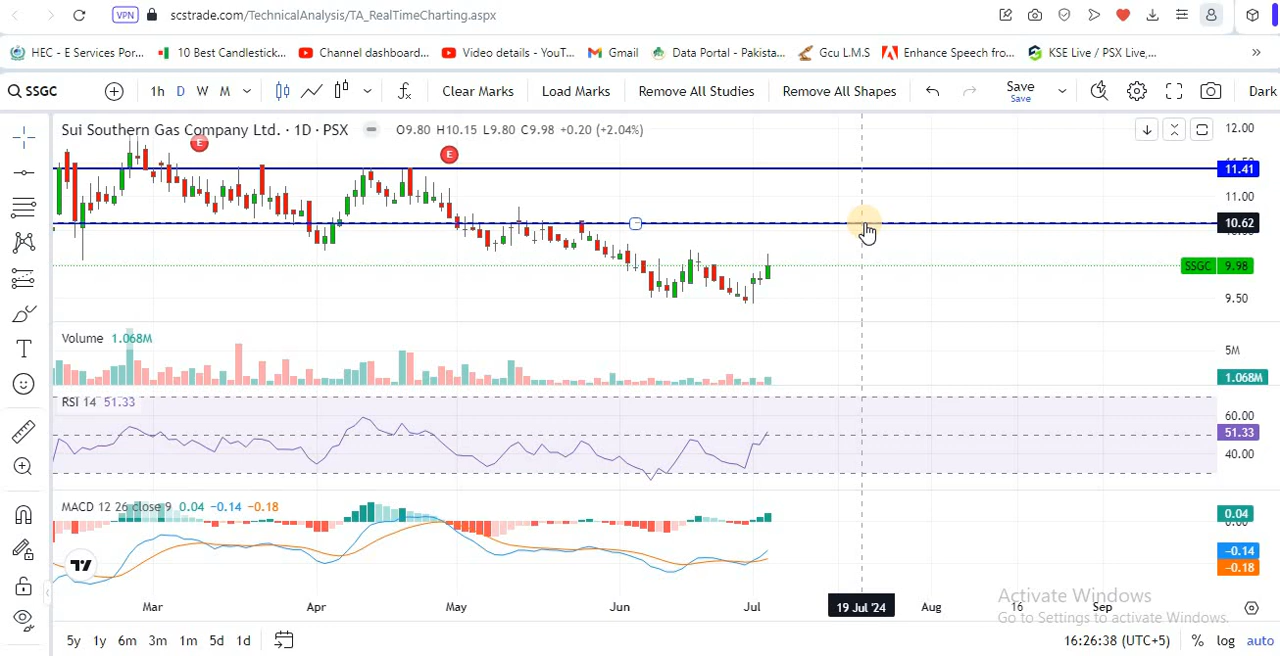 VPN scstrade.com/TechnicalAnalysis/TA_RealTimeCharting.aspx
HEC - E Services Por... 10 Best Candlestick... Channel dashboard... Video details - YouT... Gmail Data Portal - Pakista... Gcu L.M.S Enhance Speech fro... KSE Live / PSX Live,... »
SSGC 1h D W M Clear Marks Load Marks Remove All Studies Remove All Shapes Save Dark
Save
Sui Southern Gas Company Ltd. · 1D · PSX O9.80 H10.15 L9.80 C9.98 +0.20 (+2.04%)
12.00
E
E
11.41
11.00
10.62
SSGC 9.98
9.50
Volume 1.068M
5M
1.068M
RSI 14 51.33
60.00
51.33
40.00
MACD 12 26 close 9 0.04 −0.14 −0.18
0.04
−0.14
−0.18
Activate Windows
Go to Settings to activate Windows.
Mar Apr May Jun Jul 19 Jul '24 Aug 16 Sep
5y 1y 6m 3m 1m 5d 1d 16:26:38 (UTC+5) % log auto